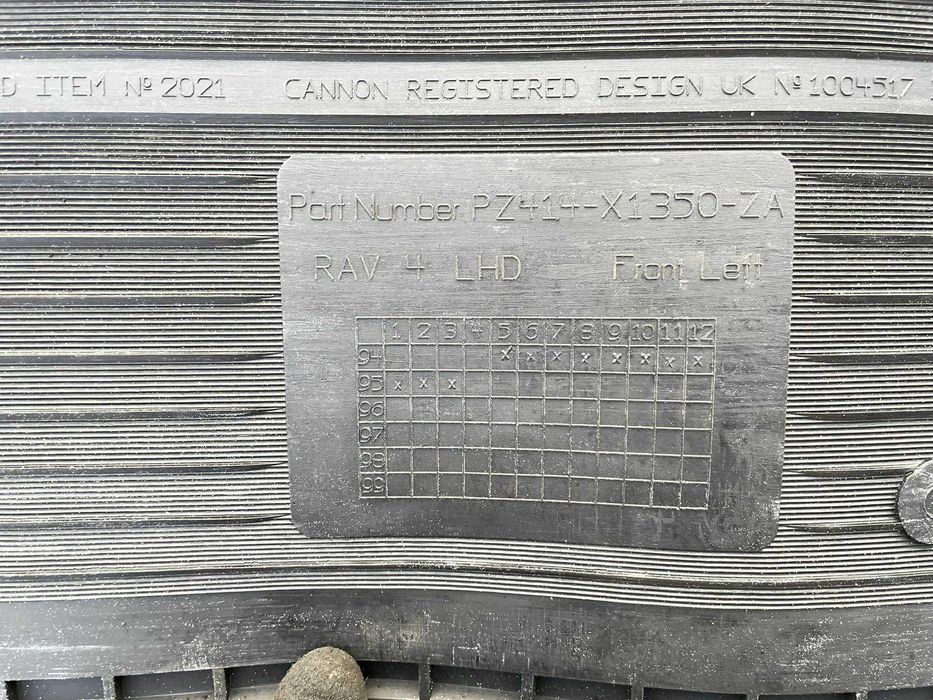 D ITEM Nº 2021 CANNON REGISTERED DESIGN UK Nº 1004517
Part Number PZ414-X1350-ZA
RAV 4 LHD Front Left
1 2 3 4 5 6 7 8 9 10 11 12
94 x x x x x x x x
95 x x x
96
97
98
99